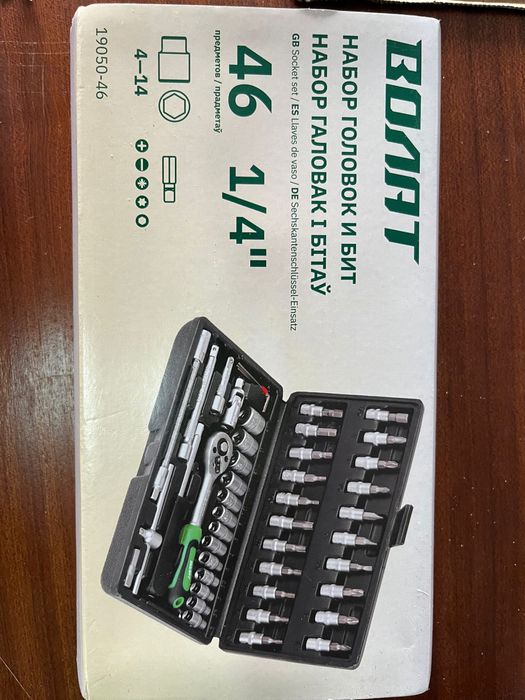 ВОЛАТ
НАБОР ГОЛОВОК И БИТ
НАБОР ГАЛОВАК І БІТАЎ
GB Socket set / ES Llaves de vaso / DE Sechskantenschlüssel-Einsatz
46 1/4"
предметов / прадметаў
4—14
19050-46